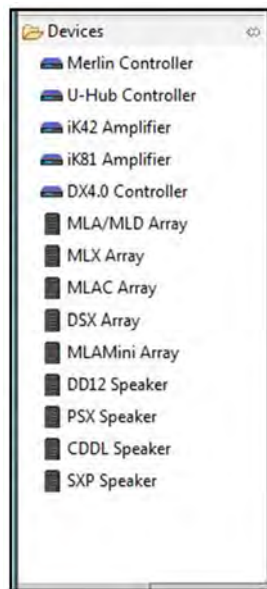 Devices
Merlin Controller
U-Hub Controller
iK42 Amplifier
iK81 Amplifier
DX4.0 Controller
MLA/MLD Array
MLX Array
MLAC Array
DSX Array
MLAMini Array
DD12 Speaker
PSX Speaker
CDDL Speaker
SXP Speaker